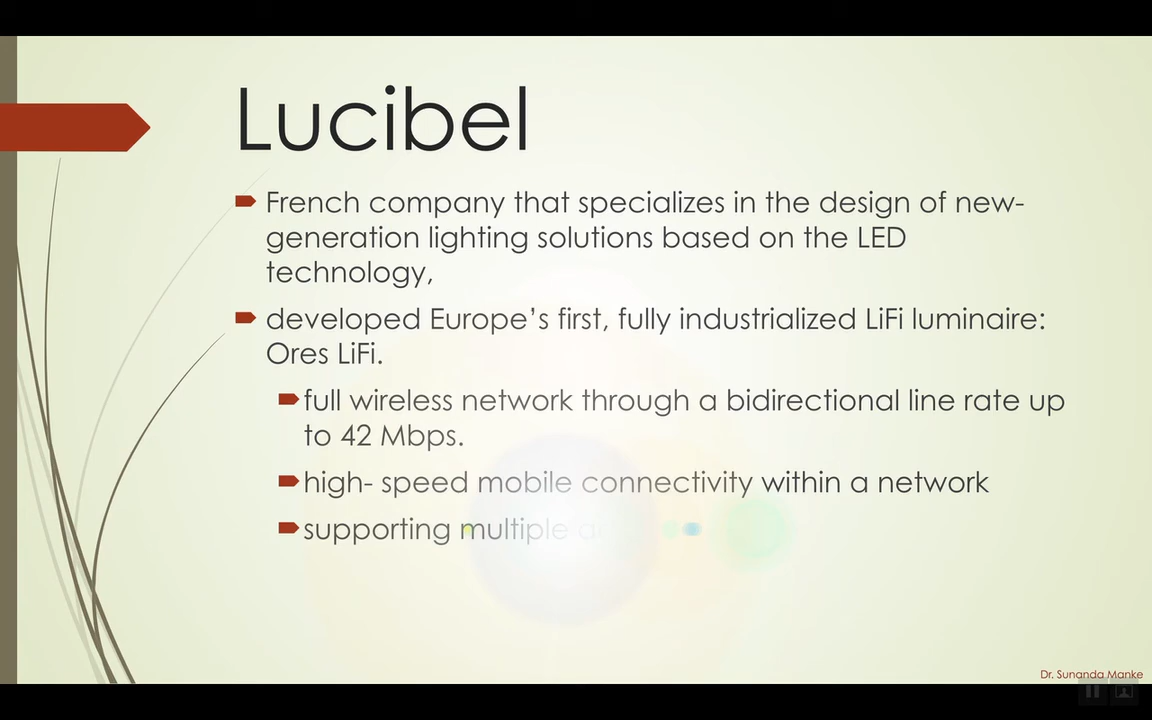 Lucibel
French company that specializes in the design of new-
generation lighting solutions based on the LED
technology,
developed Europe’s first, fully industrialized LiFi luminaire:
Ores LiFi.
full wireless network through a bidirectional line rate up
to 42 Mbps.
high- speed mobile connectivity within a network
supporting multiple
Dr. Sunanda Manke